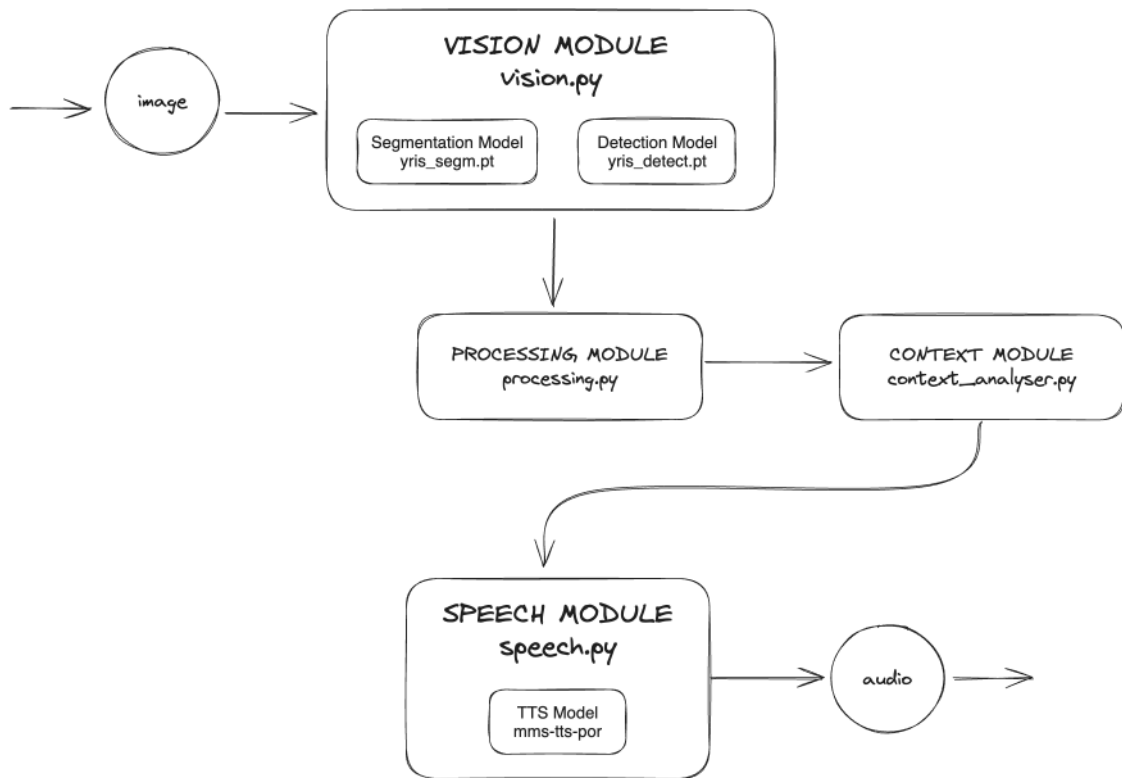 VISION MODULE
vision.py
image
Segmentation Model
yris_segm.pt
Detection Model
yris_detect.pt
PROCESSING MODULE
processing.py
CONTEXT MODULE
context_analyser.py
SPEECH MODULE
speech.py
TTS Model
mms-tts-por
audio